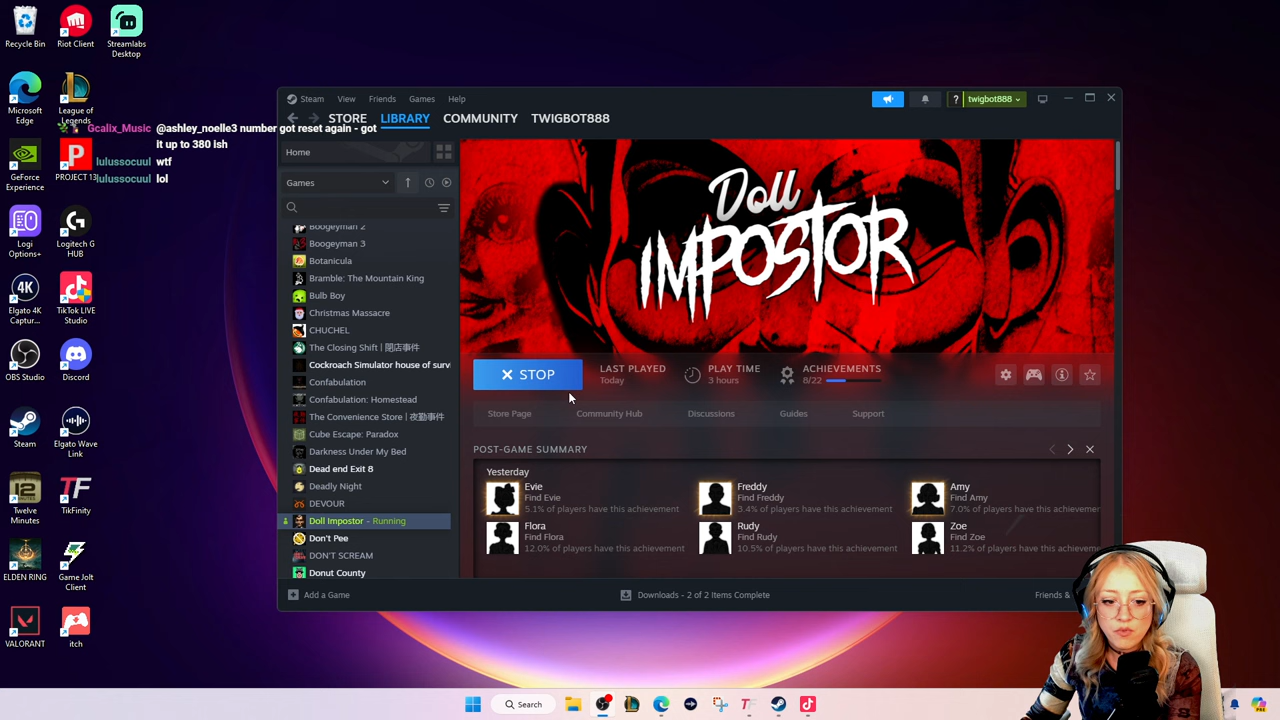 Recycle Bin
Riot Client
Streamlabs
Desktop
Microsoft
Edge
League of
Legends
GeForce
Experience
PROJECT 13
Logi
Options+
Logitech G
HUB
Elgato 4K
Captur...
TikTok LIVE
Studio
OBS Studio
Discord
Steam
Elgato Wave
Link
Twelve
Minutes
TikFinity
ELDEN RING
Game Jolt
Client
VALORANT
itch
Gcalix_Music @ashley_noelle3 number got reset again - got
it up to 380 ish
lulussocuul wtf
lulussocuul lol
Steam View Friends Games Help
? twigbot888
STORE LIBRARY COMMUNITY TWIGBOT888
Home
Games
Boogeyman 2
Boogeyman 3
Botanicula
Bramble: The Mountain King
Bulb Boy
Christmas Massacre
CHUCHEL
The Closing Shift | 閉店事件
Cockroach Simulator house of surv
Confabulation
Confabulation: Homestead
The Convenience Store | 夜勤事件
Cube Escape: Paradox
Darkness Under My Bed
Dead end Exit 8
Deadly Night
DEVOUR
Doll Impostor - Running
Don't Pee
DON'T SCREAM
Donut County
Add a Game
Doll
IMPOSTOR
STOP
LAST PLAYED
Today
PLAY TIME
3 hours
ACHIEVEMENTS
8/22
Store Page Community Hub Discussions Guides Support
POST-GAME SUMMARY
Yesterday
Evie
Find Evie
5.1% of players have this achievement
Freddy
Find Freddy
3.4% of players have this achievement
Amy
Find Amy
7.0% of players have this achievement
Flora
Find Flora
12.0% of players have this achievement
Rudy
Find Rudy
10.5% of players have this achievement
Zoe
Find Zoe
11.2% of players have this achievement
Downloads - 2 of 2 Items Complete
Friends &
Search